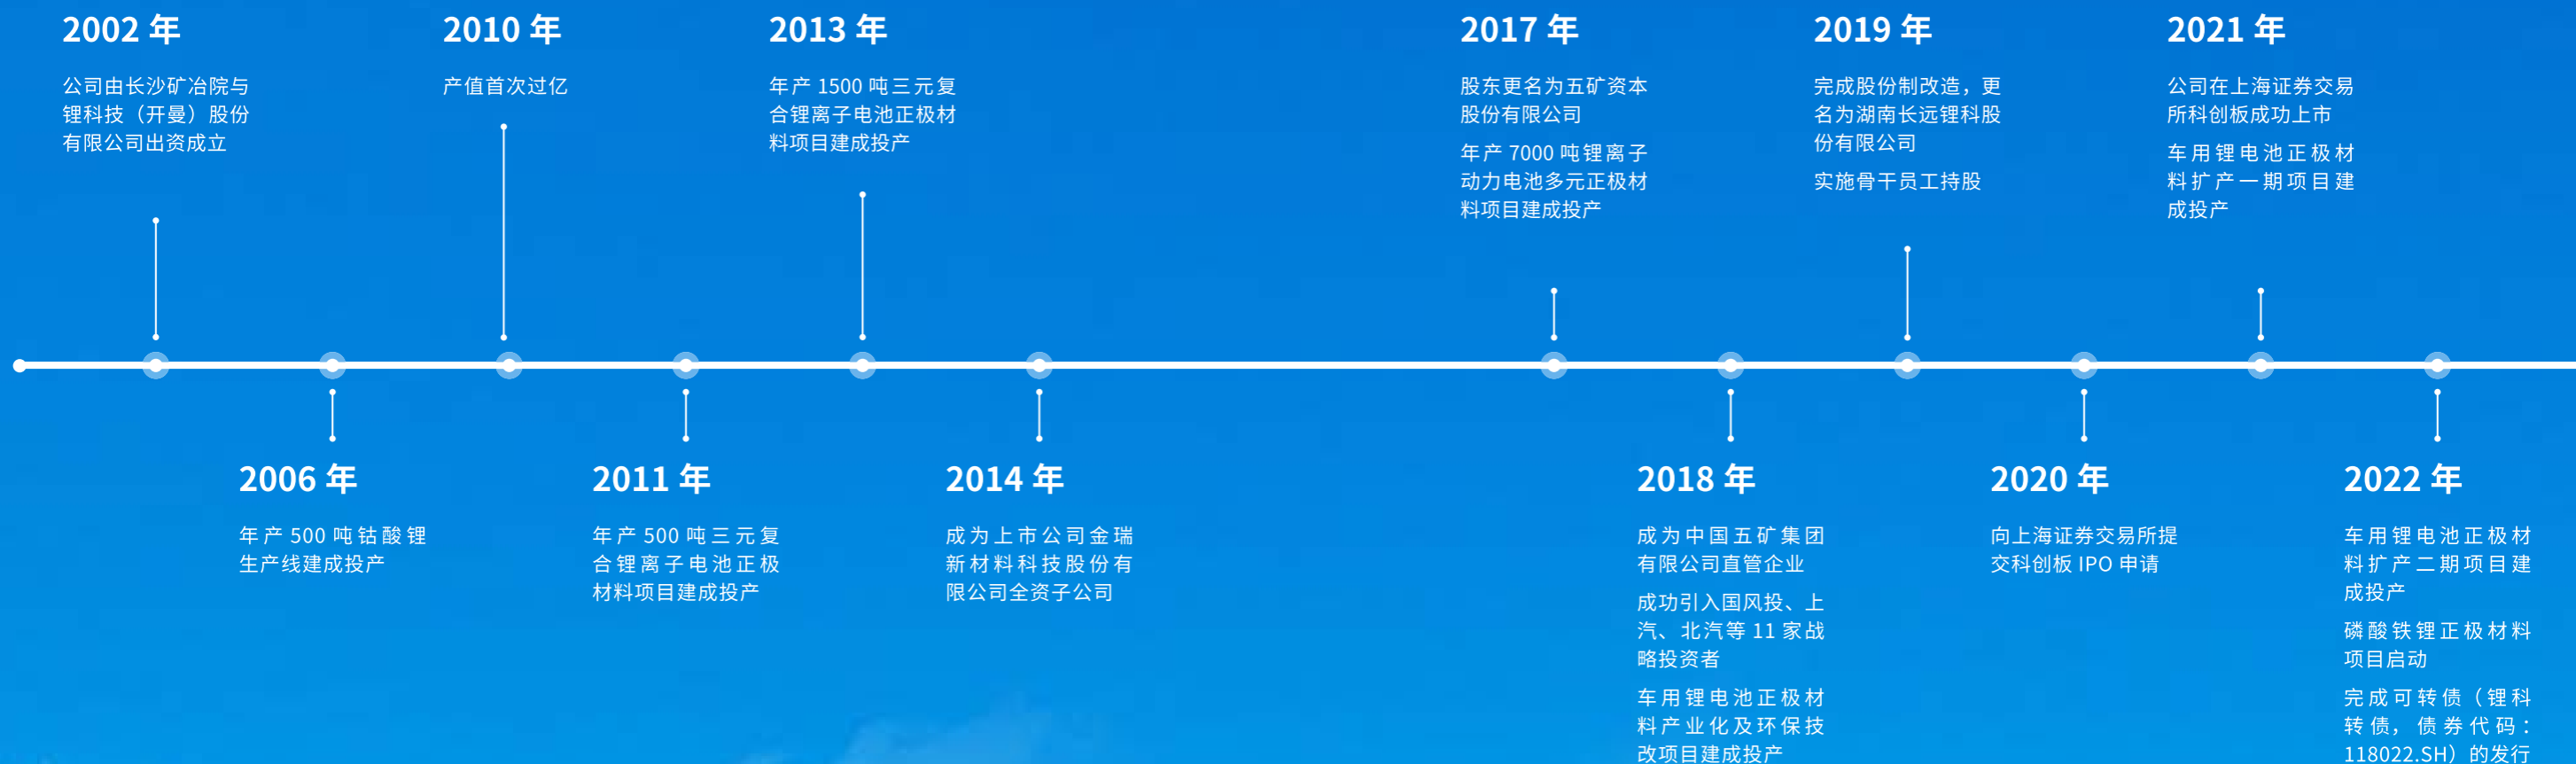 2002 年
公司由长沙矿冶院与
锂科技（开曼）股份
有限公司出资成立
2006 年
年产 500 吨钴酸锂
生产线建成投产
2010 年
产值首次过亿
2011 年
年产 500 吨三元复
合锂离子电池正极
材料项目建成投产
2013 年
年产 1500 吨三元复
合锂离子电池正极材
料项目建成投产
2014 年
成为上市公司金瑞
新材料科技股份有
限公司全资子公司
2017 年
股东更名为五矿资本
股份有限公司
年产 7000 吨锂离子
动力电池多元正极材
料项目建成投产
2018 年
成为中国五矿集团
有限公司直管企业
成功引入国风投、上
汽、北汽等 11 家战
略投资者
车用锂电池正极材
料产业化及环保技
改项目建成投产
2019 年
完成股份制改造，更
名为湖南长远锂科股
份有限公司
实施骨干员工持股
2020 年
向上海证券交易所提
交科创板 IPO 申请
2021 年
公司在上海证券交易
所科创板成功上市
车用锂电池正极材
料扩产一期项目建
成投产
2022 年
车用锂电池正极材
料扩产二期项目建
成投产
磷酸铁锂正极材料
项目启动
完成可转债（锂科
转债，债券代码：
118022.SH）的发行